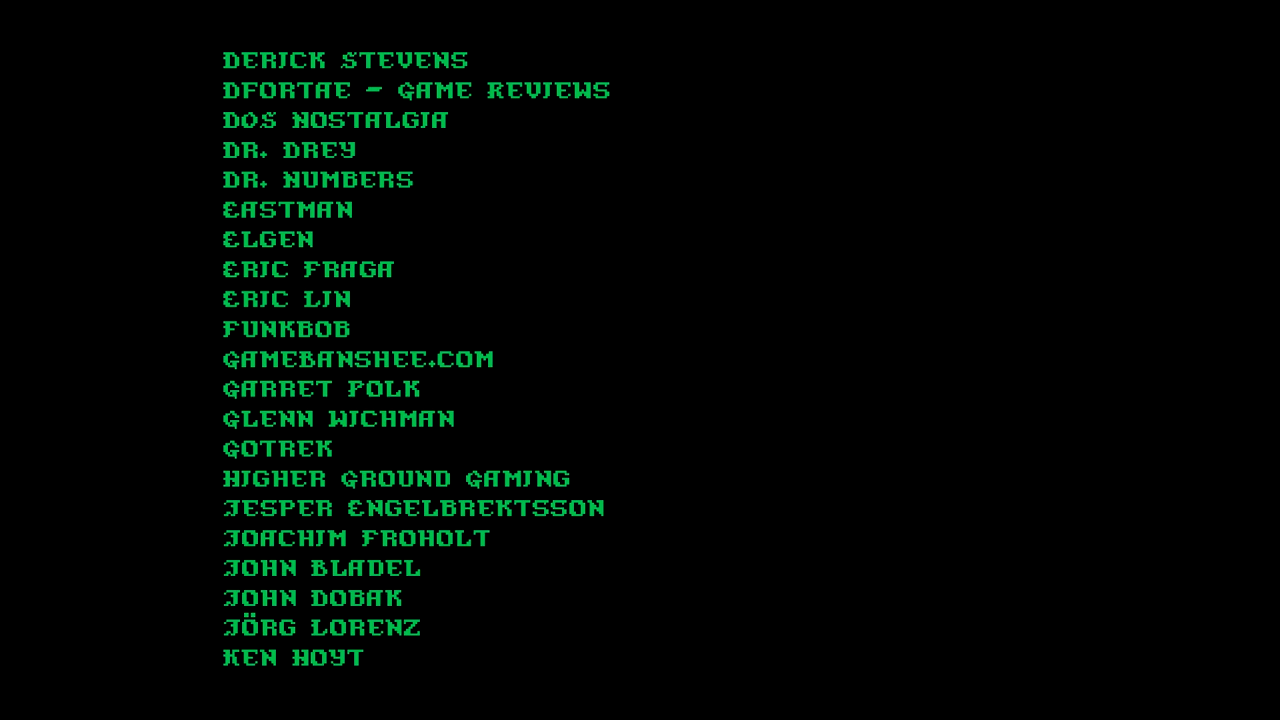 DERICK STEVENS
DFORTAE - GAME REVIEWS
DOS NOSTALGIA
DR. DREY
DR. NUMBERS
EASTMAN
ELGEN
ERIC FRAGA
ERIC LIN
FUNKBOB
GAMEBANSHEE.COM
GARRET POLK
GLENN WICHMAN
GOTREK
HIGHER GROUND GAMING
JESPER ENGELBREKTSSON
JOACHIM FROHOLT
JOHN BLADEL
JOHN DOBAK
JÖRG LORENZ
KEN HOYT